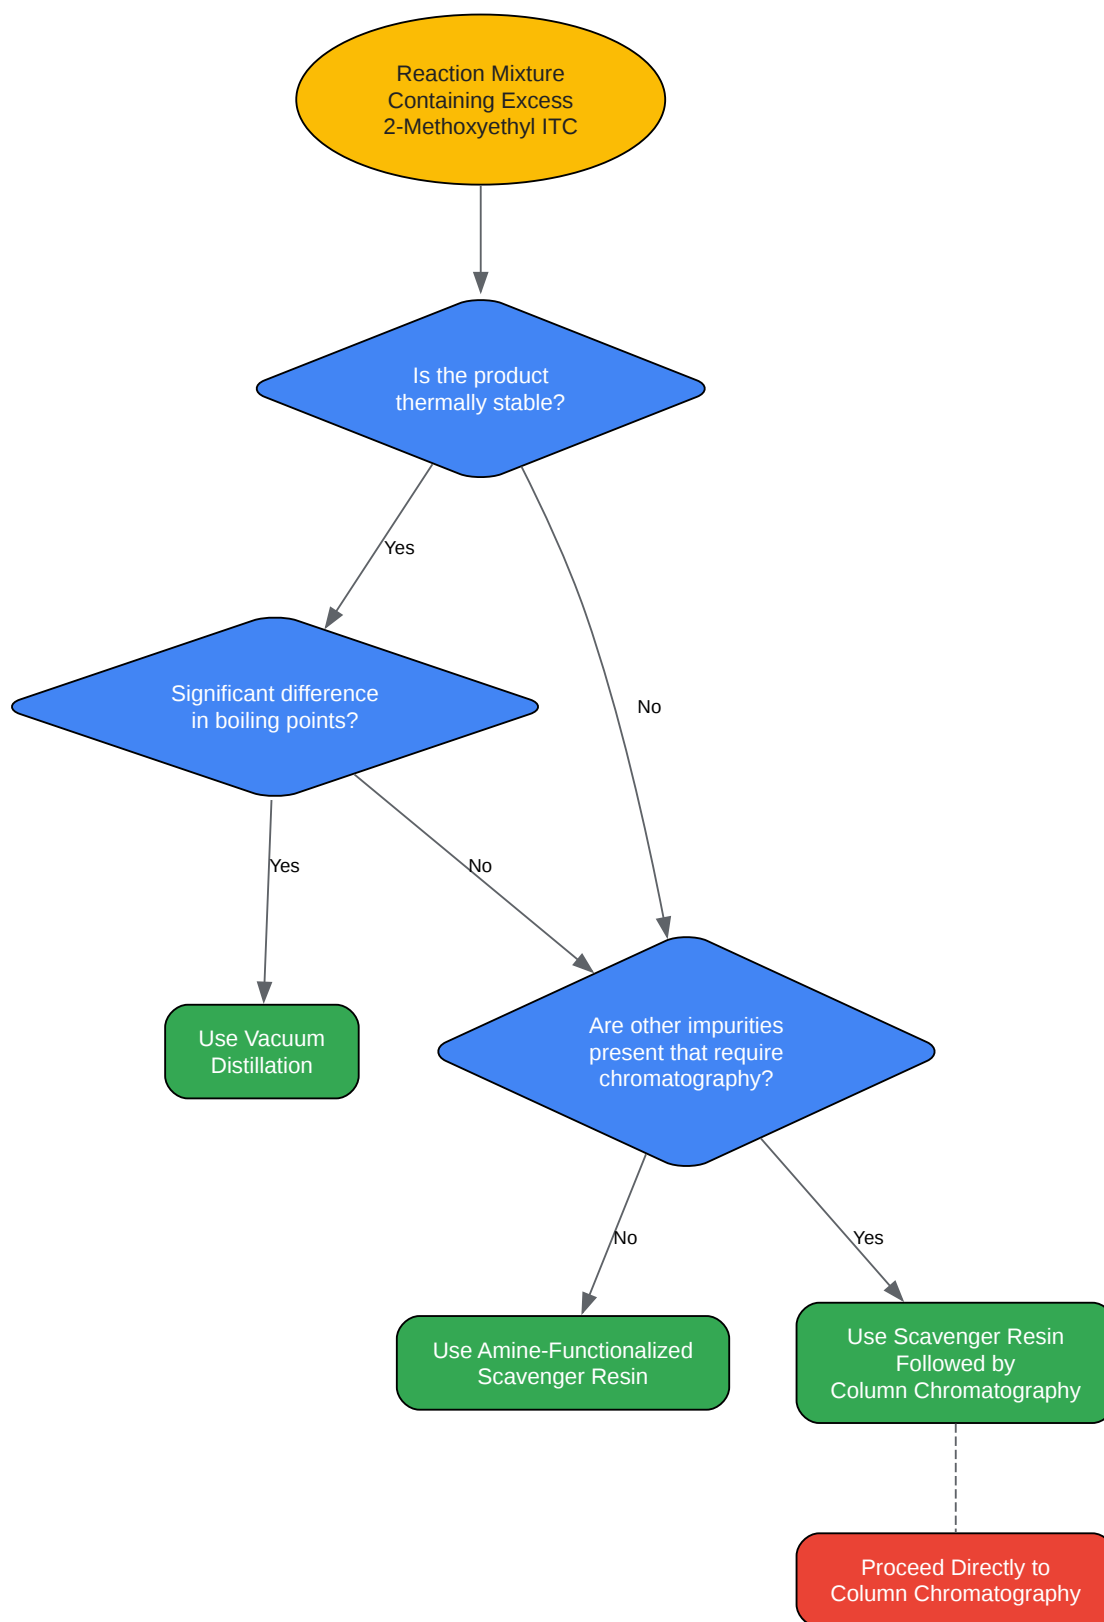 Reaction Mixture
Containing Excess
2-Methoxyethyl ITC
Is the product
thermally stable?
Yes
No
Significant difference
in boiling points?
Yes
No
Use Vacuum
Distillation
Are other impurities
present that require
chromatography?
No
Yes
Use Amine-Functionalized
Scavenger Resin
Use Scavenger Resin
Followed by
Column Chromatography
Proceed Directly to
Column Chromatography